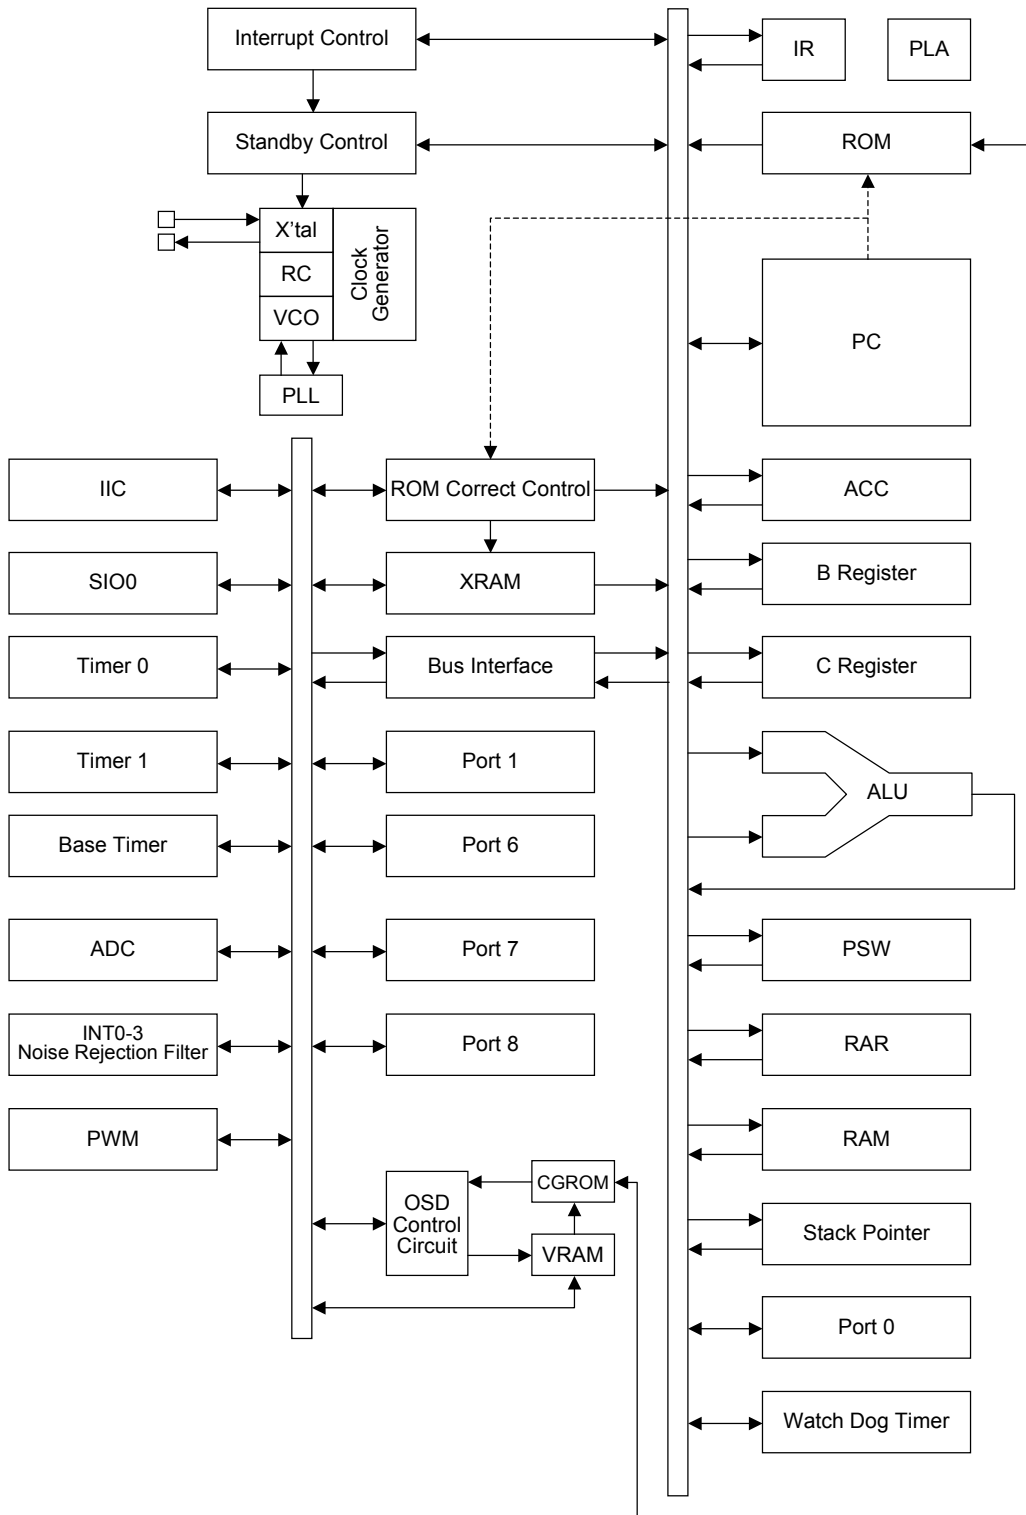 Interrupt Control
IR
PLA
Standby Control
ROM
X'tal
RC
VCO
Clock
Generator
PLL
PC
IIC
ROM Correct Control
ACC
SIO0
XRAM
B Register
Timer 0
Bus Interface
C Register
Timer 1
Port 1
ALU
Base Timer
Port 6
ADC
Port 7
PSW
INT0-3
Noise Rejection Filter
Port 8
RAR
PWM
RAM
OSD
Control
Circuit
CGROM
VRAM
Stack Pointer
Port 0
Watch Dog Timer